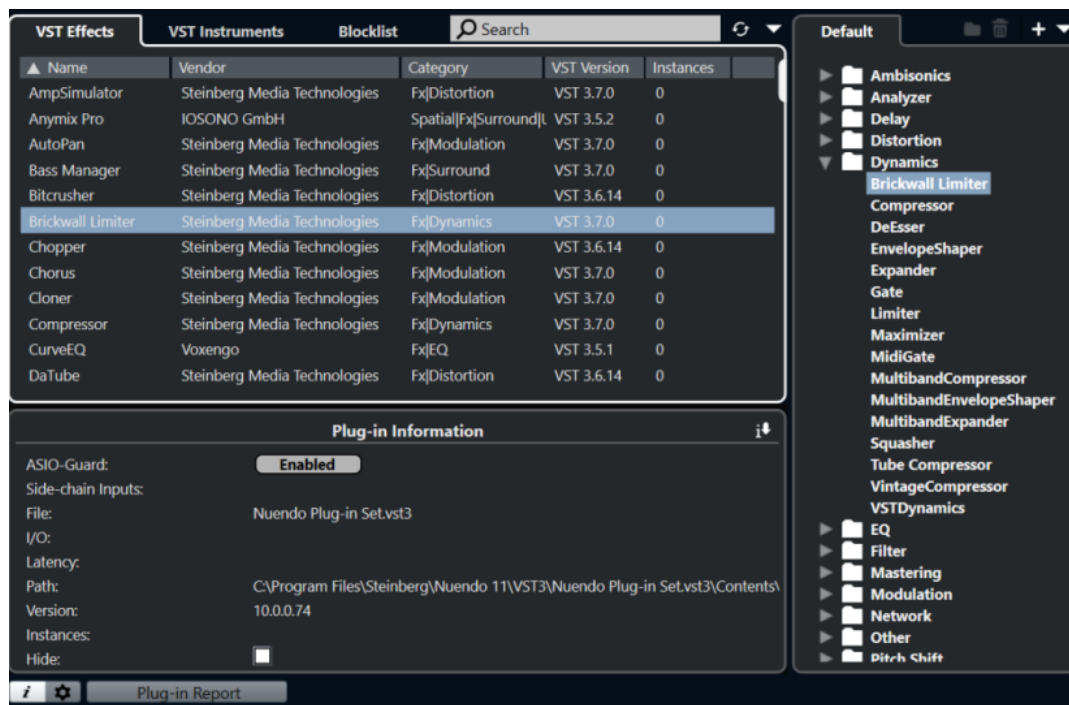 VST Effects VST Instruments Blocklist Search
Name Vendor Category VST Version Instances
AmpSimulator Steinberg Media Technologies Fx|Distortion VST 3.7.0 0
Anymix Pro IOSONO GmbH Spatial|Fx|Surround|U VST 3.5.2 0
AutoPan Steinberg Media Technologies Fx|Modulation VST 3.7.0 0
Bass Manager Steinberg Media Technologies Fx|Surround VST 3.7.0 0
Bitcrusher Steinberg Media Technologies Fx|Distortion VST 3.6.14 0
Brickwall Limiter Steinberg Media Technologies Fx|Dynamics VST 3.7.0 0
Chopper Steinberg Media Technologies Fx|Modulation VST 3.6.14 0
Chorus Steinberg Media Technologies Fx|Modulation VST 3.7.0 0
Cloner Steinberg Media Technologies Fx|Modulation VST 3.7.0 0
Compressor Steinberg Media Technologies Fx|Dynamics VST 3.7.0 0
CurveEQ Voxengo Fx|EQ VST 3.5.1 0
DaTube Steinberg Media Technologies Fx|Distortion VST 3.6.14 0
Plug-in Information
ASIO-Guard: Enabled
Side-chain Inputs:
File: Nuendo Plug-in Set.vst3
I/O:
Latency:
Path: C:\Program Files\Steinberg\Nuendo 11\VST3\Nuendo Plug-in Set.vst3\Contents\
Version: 10.0.0.74
Instances:
Hide:
i Plug-in Report
Default
Ambisonics
Analyzer
Delay
Distortion
Dynamics
Brickwall Limiter
Compressor
DeEsser
EnvelopeShaper
Expander
Gate
Limiter
Maximizer
MidiGate
MultibandCompressor
MultibandEnvelopeShaper
MultibandExpander
Squasher
Tube Compressor
VintageCompressor
VSTDynamics
EQ
Filter
Mastering
Modulation
Network
Other
Pitch Shift